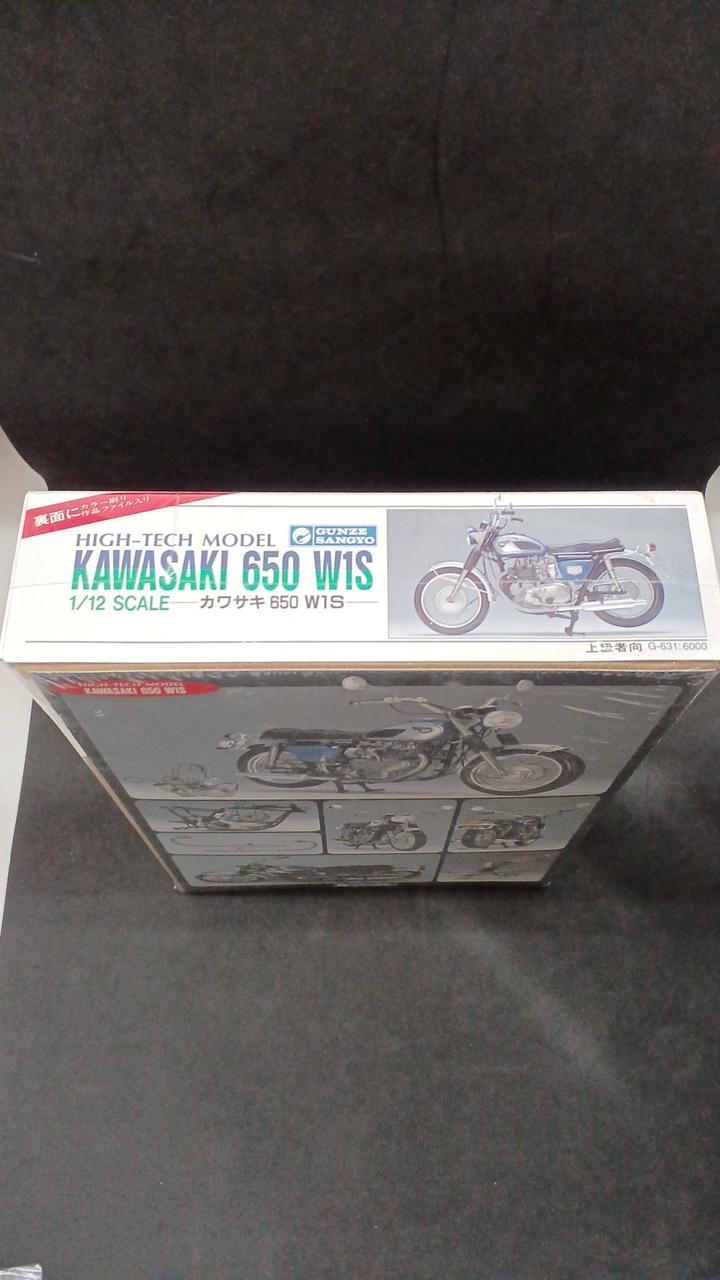 裏面にカラー刷り
作品ファイル入り
HIGH-TECH MODEL
GUNZE
SANGYO
KAWASAKI 650 W1S
1/12 SCALE
カワサキ 650 W1S
上級者向 G-631:6000
HIGH-TECH MODEL
KAWASAKI 650 W1S